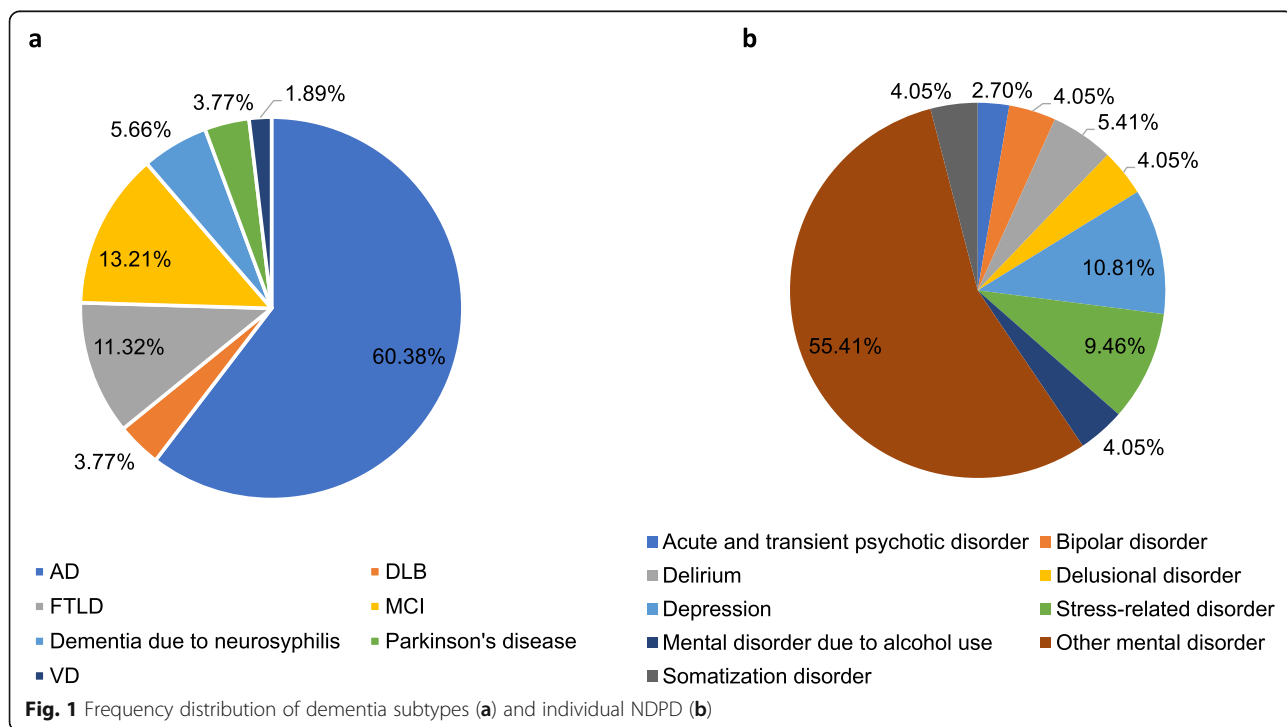 a
b
1.89%
3.77%
5.66%
13.21%
11.32%
3.77%
60.38%
4.05%
2.70%
4.05%
5.41%
4.05%
10.81%
9.46%
4.05%
55.41%
AD
DLB
FTLD
MCI
Dementia due to neurosyphilis
Parkinson's disease
VD
Acute and transient psychotic disorder
Bipolar disorder
Delirium
Delusional disorder
Depression
Stress-related disorder
Mental disorder due to alcohol use
Other mental disorder
Somatization disorder
Fig. 1 Frequency distribution of dementia subtypes (a) and individual NDPD (b)